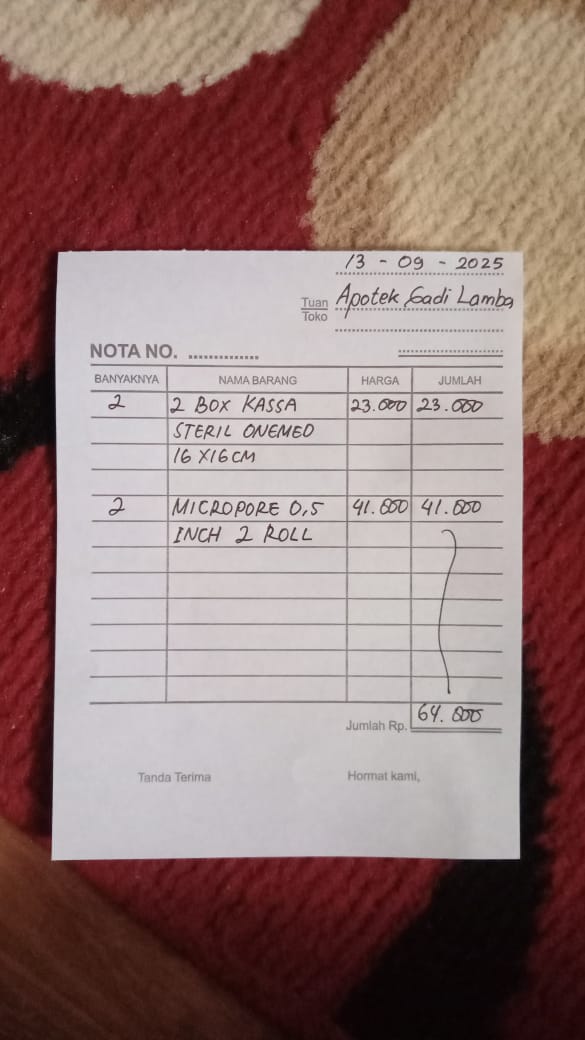 13 - 09 - 2025
Tuan
Toko
Apotek Gadi Lamba
NOTA NO. ..............
BANYAKNYA NAMA BARANG HARGA JUMLAH
2 2 BOX KASSA 23.000 23.000
STERIL ONEMED
16 X16 CM
2 MICROPORE 0,5 41.000 41.000
INCH 2 ROLL
Jumlah Rp. 64.000
Tanda Terima Hormat kami,